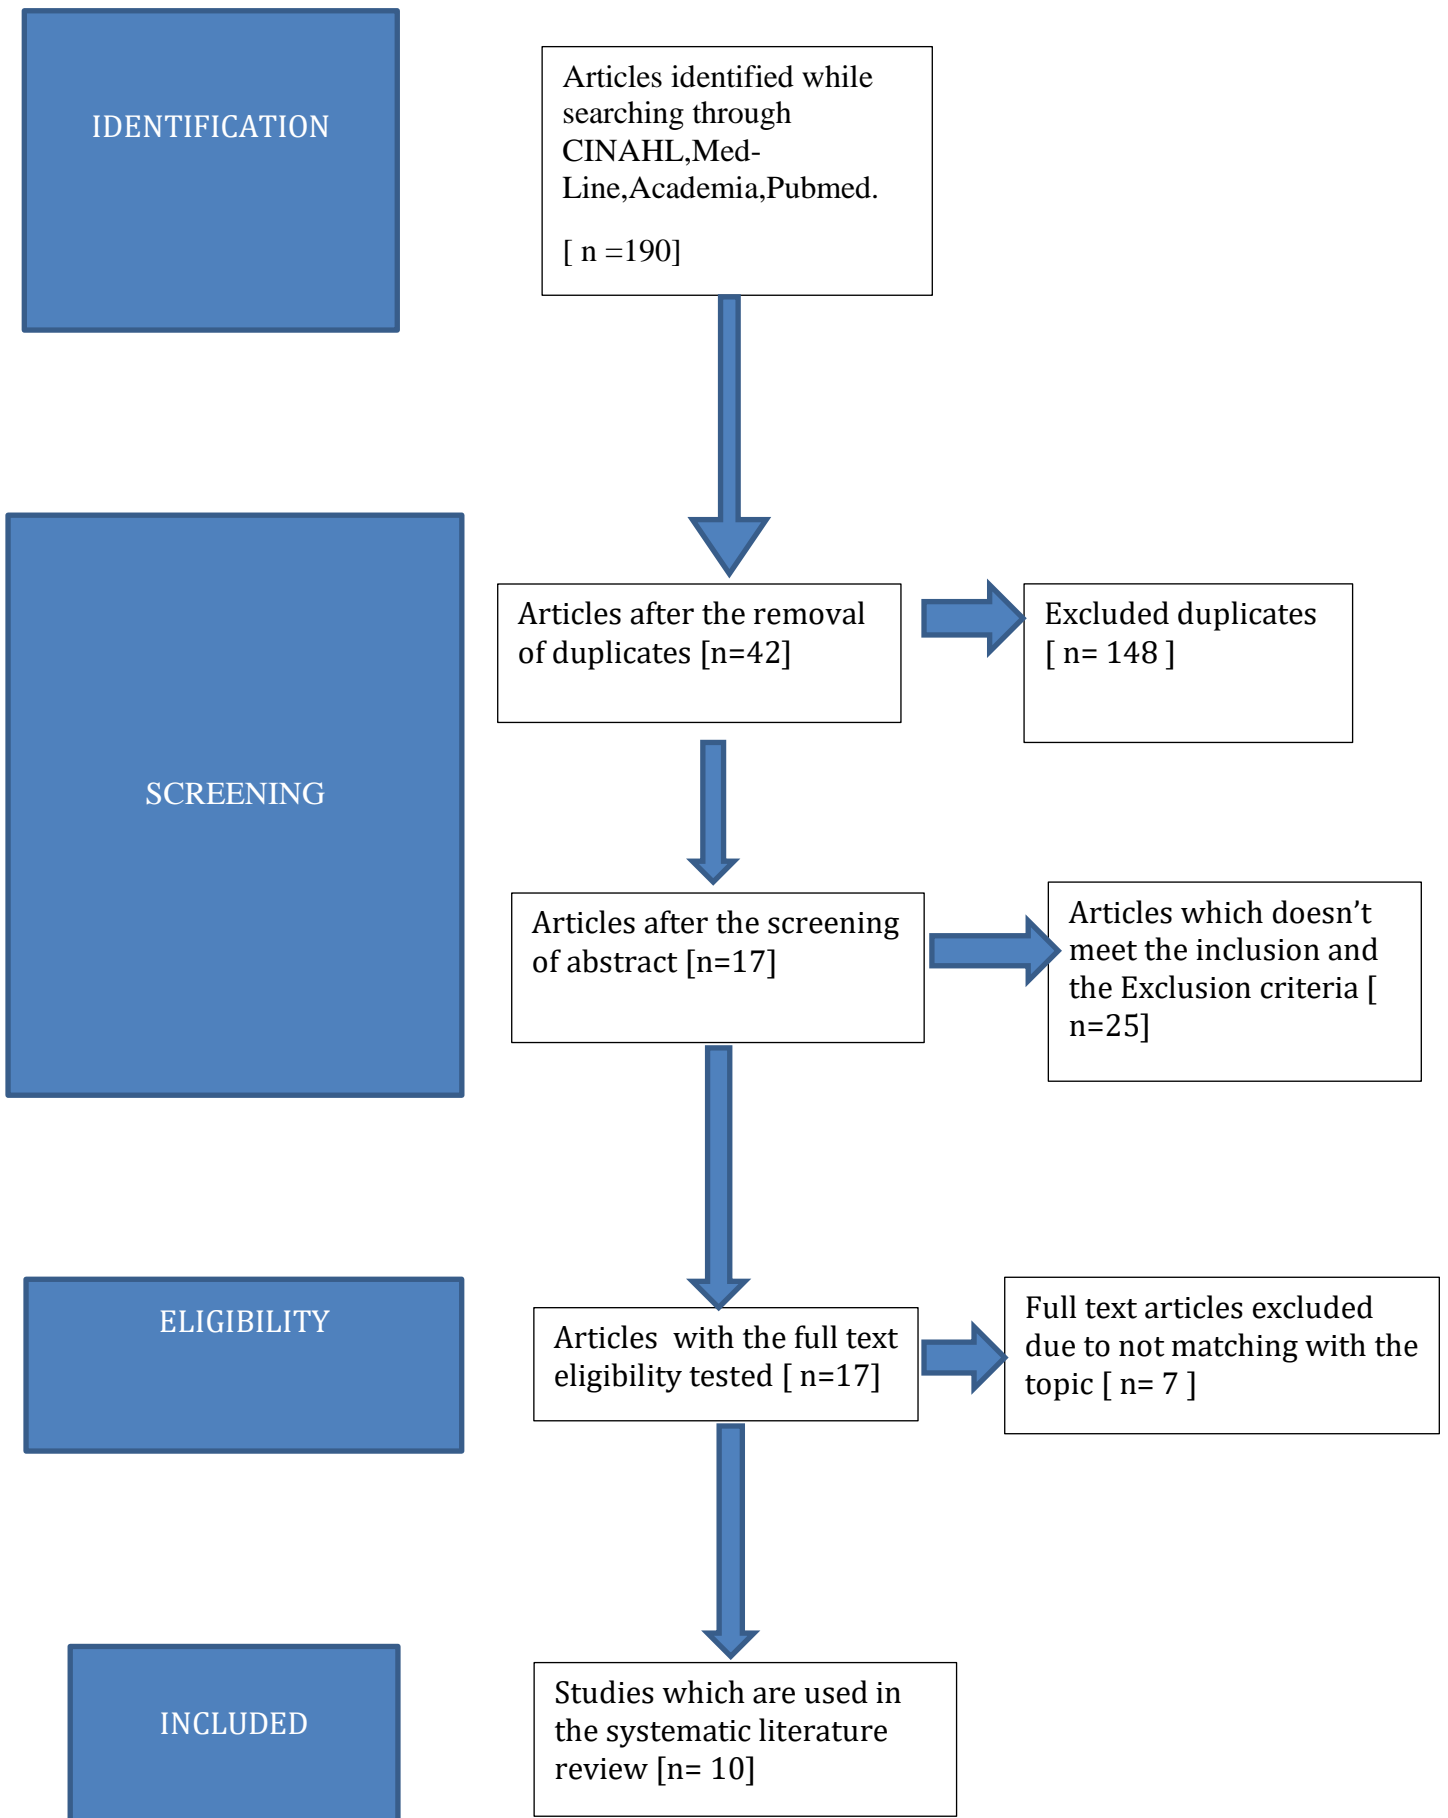 IDENTIFICATION
Articles identified while
searching through
CINAHL,Med-
Line,Academia,Pubmed.
[ n =190]
SCREENING
Articles after the removal
of duplicates [n=42]
Excluded duplicates
[ n= 148 ]
Articles after the screening
of abstract [n=17]
Articles which doesn’t
meet the inclusion and
the Exclusion criteria [
n=25]
ELIGIBILITY
Articles  with the full text
eligibility tested [ n=17]
Full text articles excluded
due to not matching with the
topic [ n= 7 ]
INCLUDED
Studies which are used in
the systematic literature
review [n= 10]